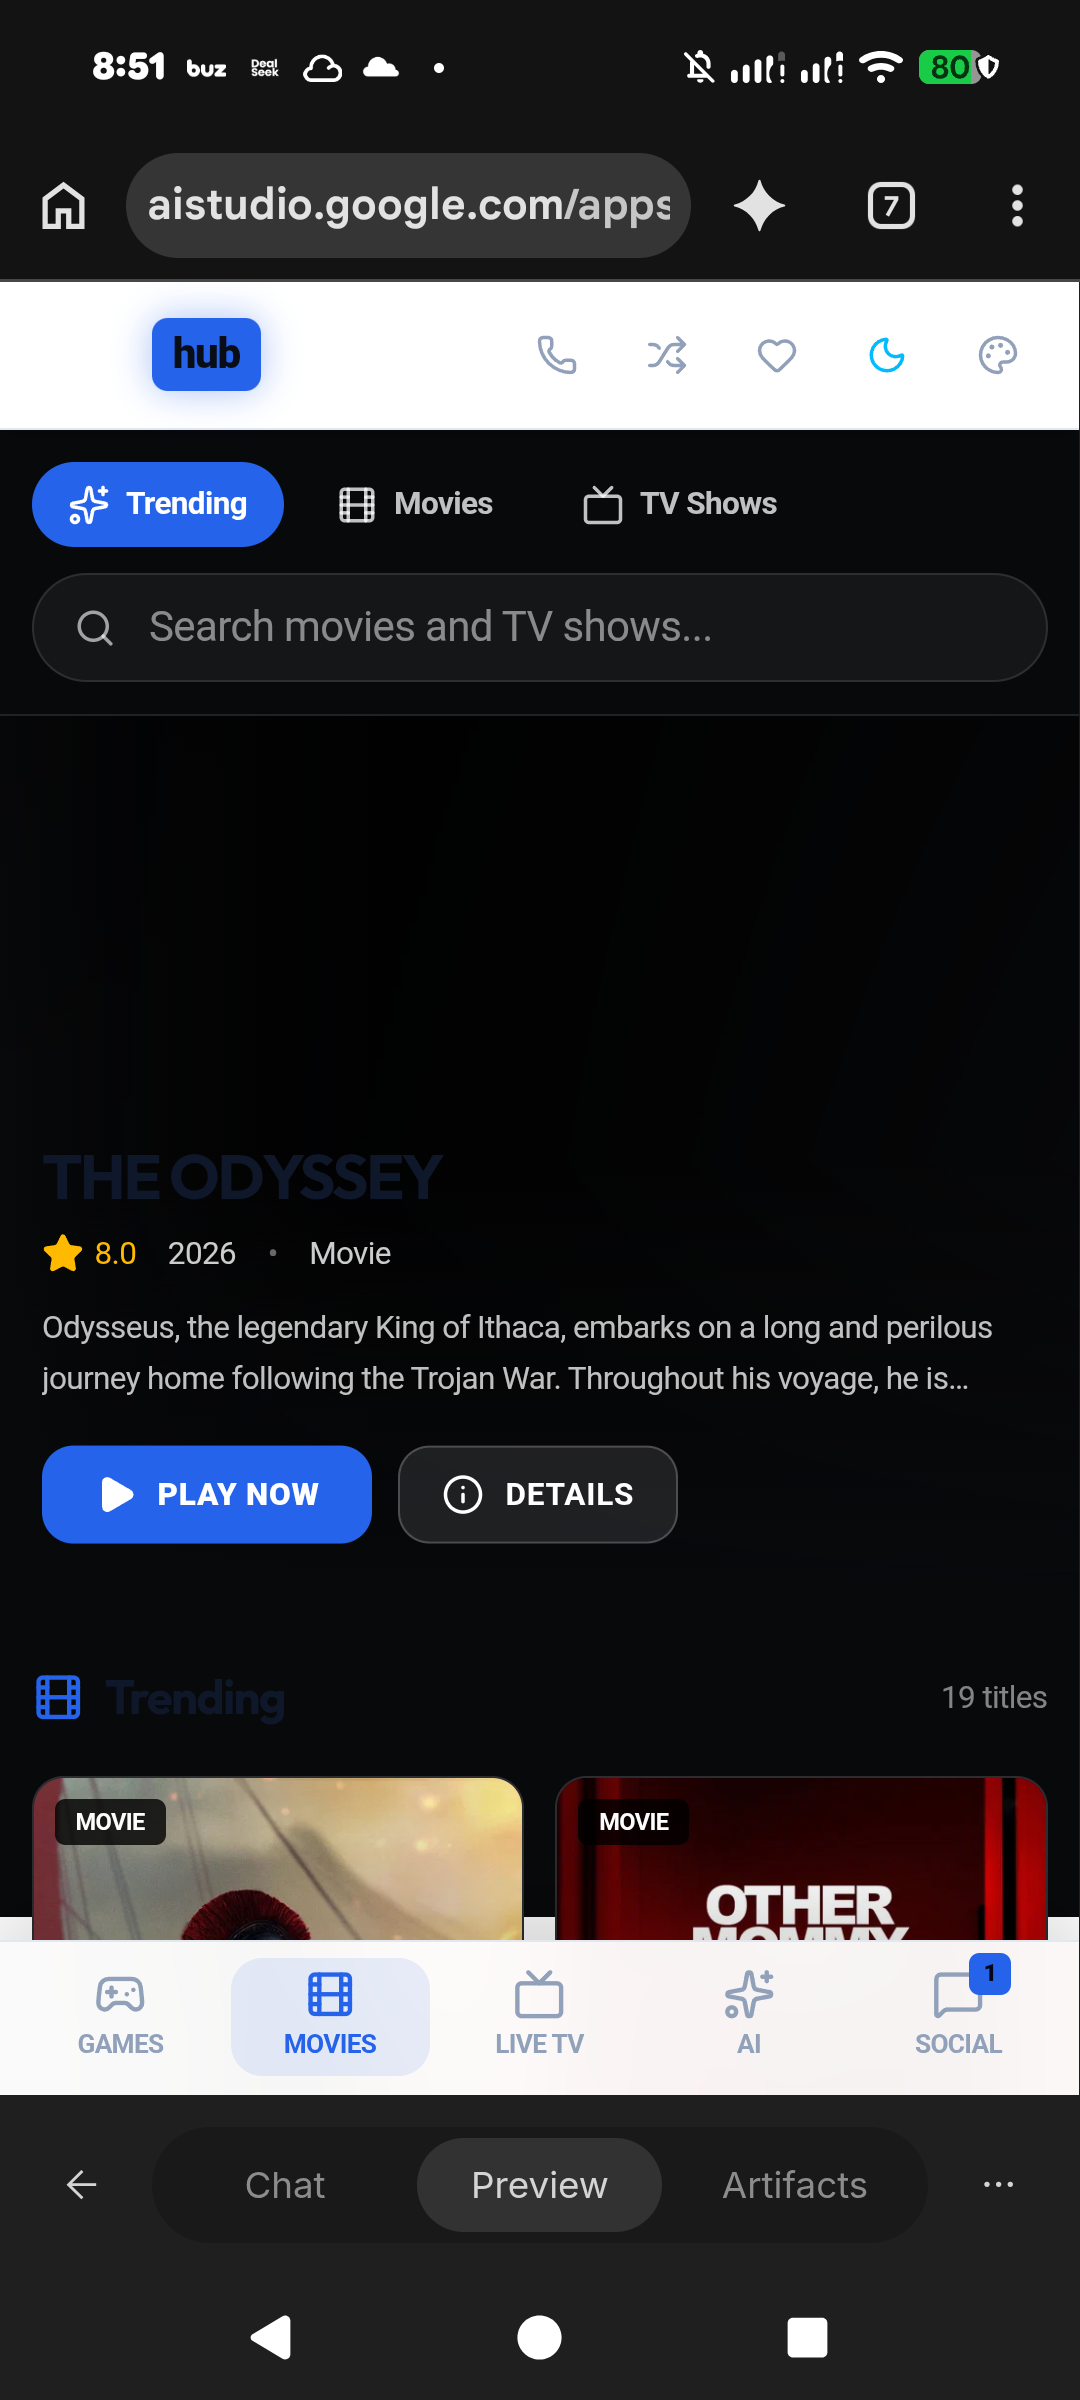 8:51 buz Deal Seek 80
aistudio.google.com/apps
7
hub
Trending Movies TV Shows
Search movies and TV shows...
THE ODYSSEY
8.0 2026 • Movie
Odysseus, the legendary King of Ithaca, embarks on a long and perilous
journey home following the Trojan War. Throughout his voyage, he is...
PLAY NOW DETAILS
Trending 19 titles
MOVIE MOVIE
OTHER
MOMMY
1
GAMES MOVIES LIVE TV AI SOCIAL
Chat Preview Artifacts